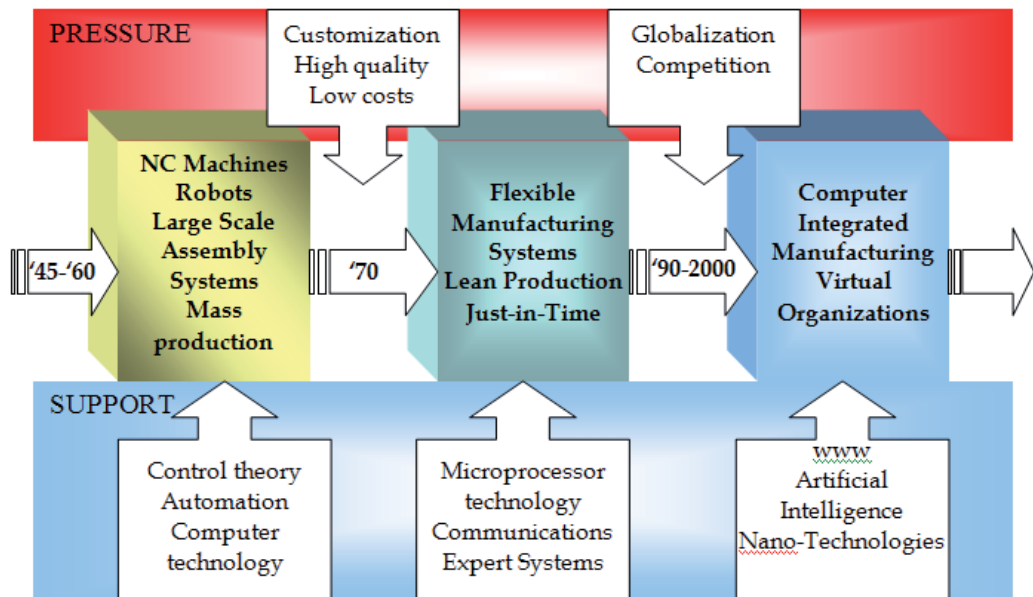 PRESSURE
Customization
High quality
Low costs
Globalization
Competition
‘45-‘60
NC Machines
Robots
Large Scale
Assembly
Systems
Mass
production
‘70
Flexible
Manufacturing
Systems
Lean Production
Just-in-Time
‘90-2000
Computer
Integrated
Manufacturing
Virtual
Organizations
SUPPORT
Control theory
Automation
Computer
technology
Microprocessor
technology
Communications
Expert Systems
www
Artificial
Intelligence
Nano-Technologies